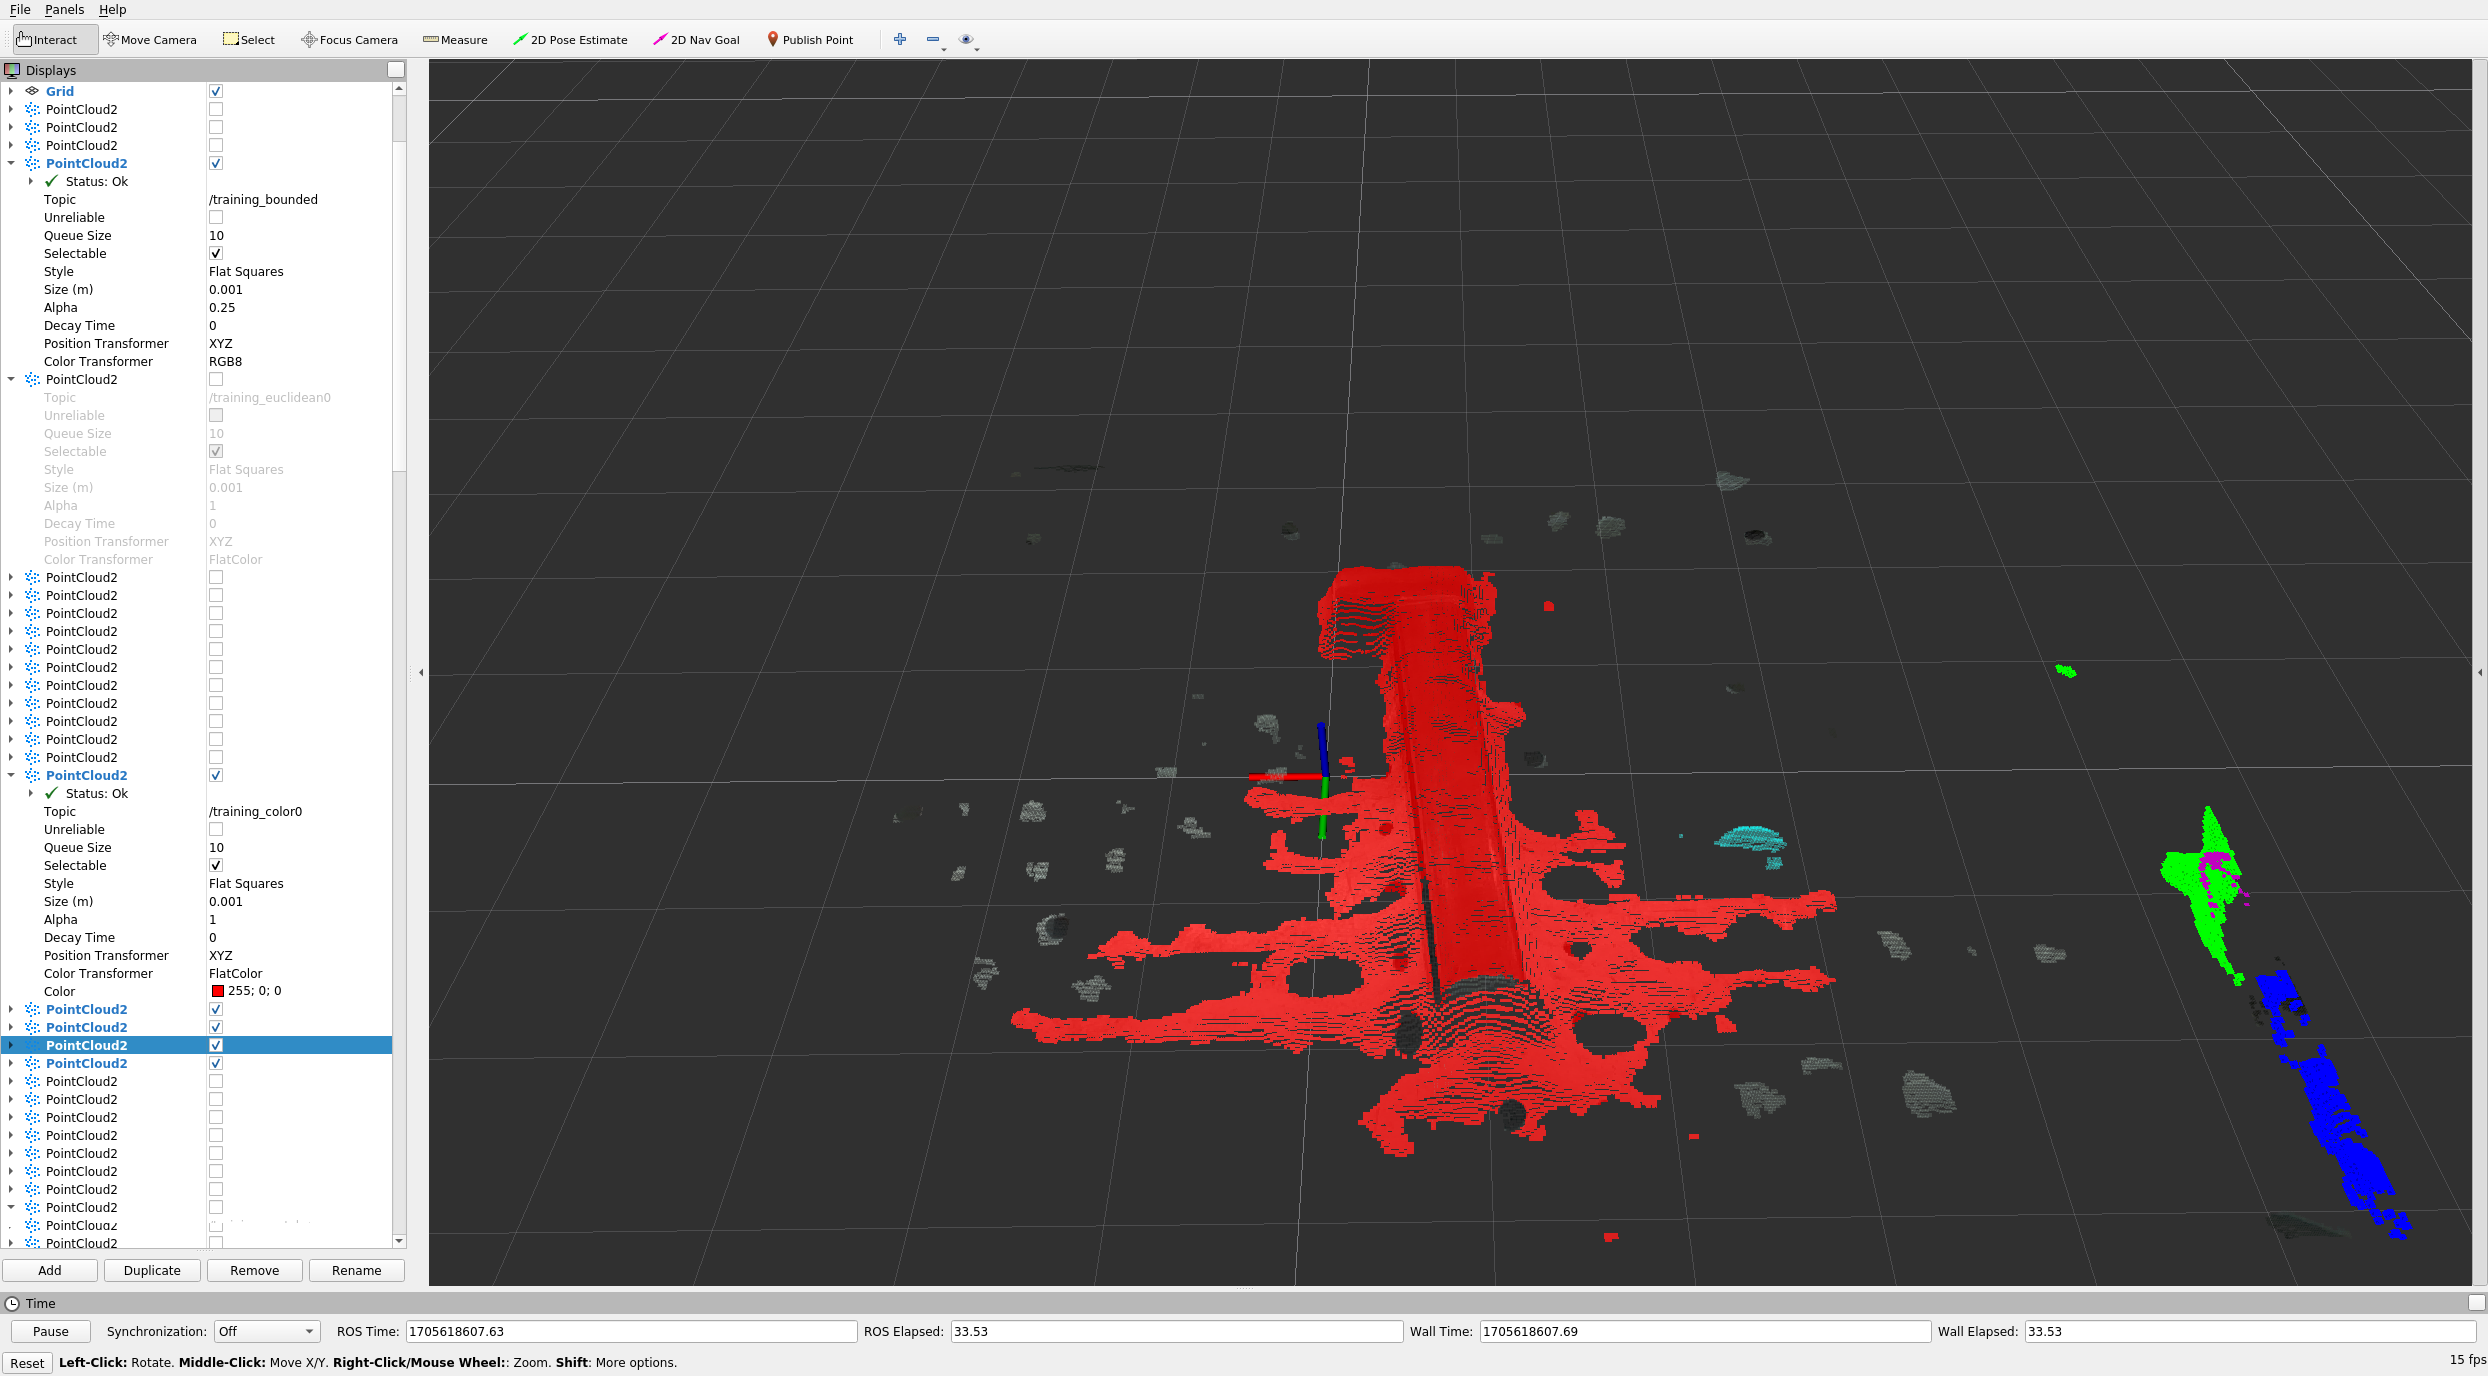 File Panels Help
Interact Move Camera Select Focus Camera Measure 2D Pose Estimate 2D Nav Goal Publish Point
Displays
Grid
PointCloud2
PointCloud2
PointCloud2
PointCloud2
Status: Ok
Topic /training_bounded
Unreliable
Queue Size 10
Selectable
Style Flat Squares
Size (m) 0.001
Alpha 0.25
Decay Time 0
Position Transformer XYZ
Color Transformer RGB8
PointCloud2
Topic /training_euclidean0
Unreliable
Queue Size 10
Selectable
Style Flat Squares
Size (m) 0.001
Alpha 1
Decay Time 0
Position Transformer XYZ
Color Transformer FlatColor
PointCloud2
PointCloud2
PointCloud2
PointCloud2
PointCloud2
PointCloud2
PointCloud2
PointCloud2
PointCloud2
PointCloud2
PointCloud2
PointCloud2
Status: Ok
Topic /training_color0
Unreliable
Queue Size 10
Selectable
Style Flat Squares
Size (m) 0.001
Alpha 1
Decay Time 0
Position Transformer XYZ
Color Transformer FlatColor
Color 255; 0; 0
PointCloud2
PointCloud2
PointCloud2
PointCloud2
PointCloud2
PointCloud2
PointCloud2
PointCloud2
PointCloud2
PointCloud2
PointCloud2
PointCloud2
PointCloud2
PointCloud2
Add Duplicate Remove Rename
Time
Pause Synchronization: Off ROS Time: 1705618607.63 ROS Elapsed: 33.53 Wall Time: 1705618607.69 Wall Elapsed: 33.53
Reset Left-Click: Rotate. Middle-Click: Move X/Y. Right-Click/Mouse Wheel:: Zoom. Shift: More options. 15 fps